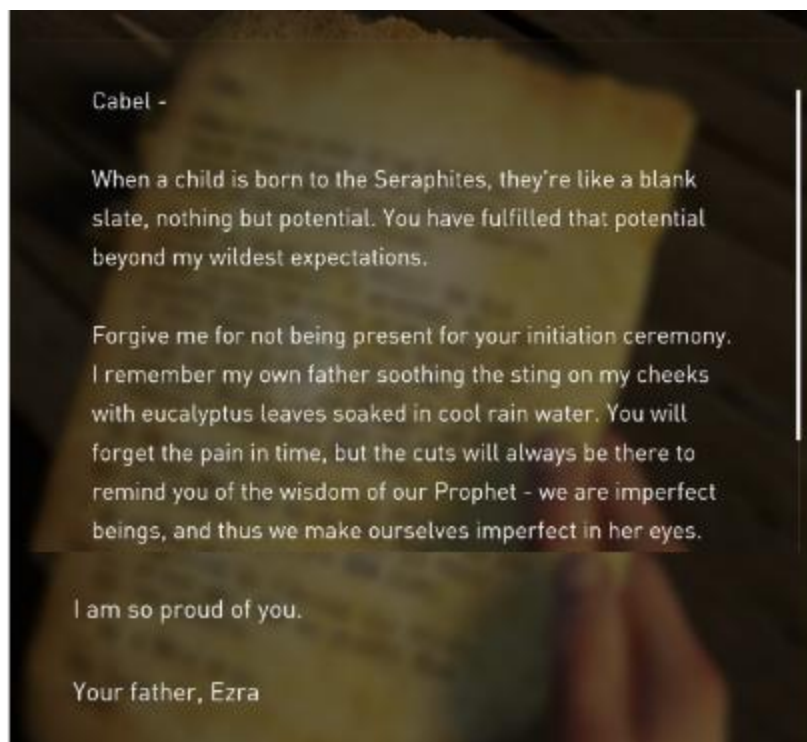 Cabel -
When a child is born to the Seraphites, they're like a blank
slate, nothing but potential. You have fulfilled that potential
beyond my wildest expectations.
Forgive me for not being present for your initiation ceremony.
I remember my own father soothing the sting on my cheeks
with eucalyptus leaves soaked in cool rain water. You will
forget the pain in time, but the cuts will always be there to
remind you of the wisdom of our Prophet - we are imperfect
beings, and thus we make ourselves imperfect in her eyes.
I am so proud of you.
Your father, Ezra